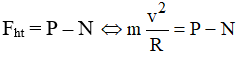 F_ht = P – N ⇔ m v²/R = P – N